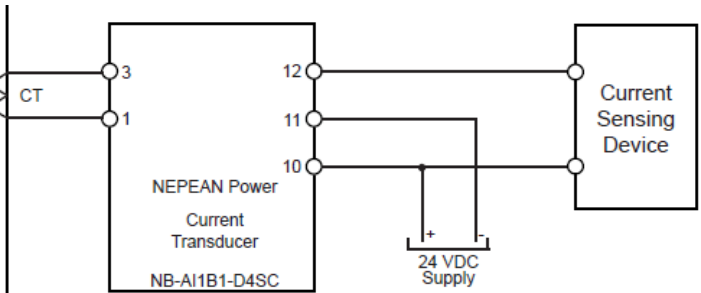 3
12
CT
Current
Sensing
Device
1
11
10
NEPEAN Power
Current
Transducer
+
-
24 VDC
Supply
NB-AI1B1-D4SC